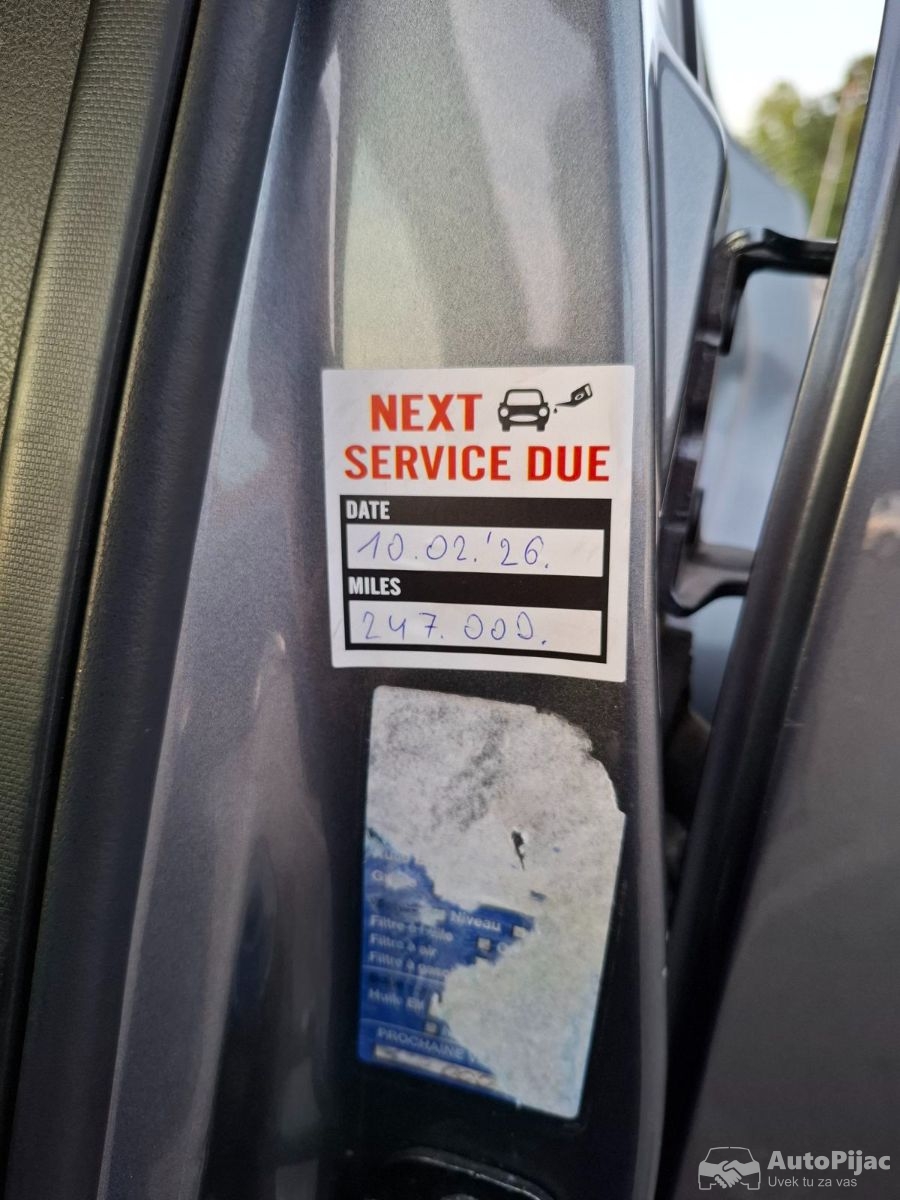 NEXT
SERVICE DUE
DATE
10.02.'26.
MILES
247.000.
Niveau
Filtre à
Filtre à air
Filtre à
Huile
PROCHAINE
AutoPijac
Uvek tu za vas